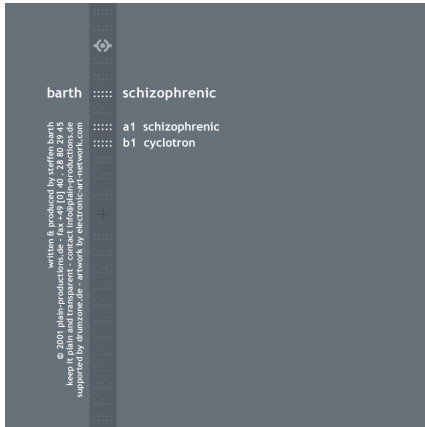 barth ::::: schizophrenic
::::: a1 schizophrenic
::::: b1 cyclotron
written & produced by steffen barth
© 2001 plain-productions.de - fax +49 [0] 40 . 28 80 29 45
keep it plain and transparent - contact info@plain-productions.de
supported by drumzone.de - artwork by electronic-art-network.com